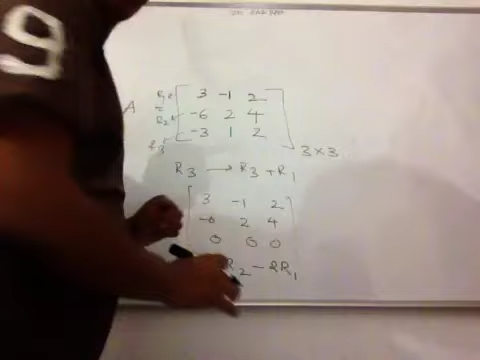 9
A
R1 3 -1 2
R2 -6 2 4
R3 -3 1 2
3×3
R3 → R3 + R1
3 -1 2
-6 2 4
0 0 0
R2 - 2R1